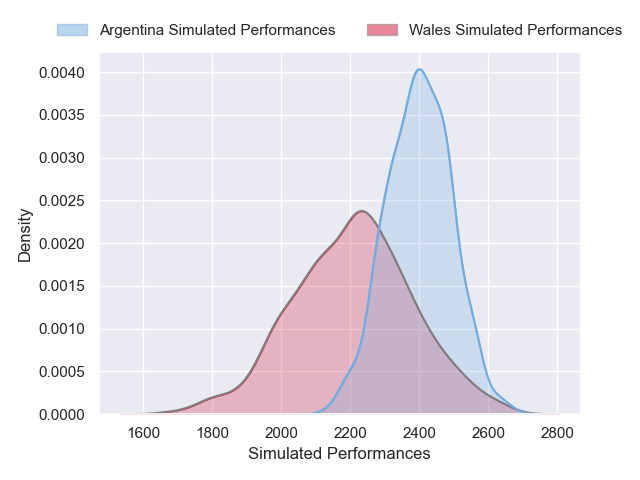 Argentina Simulated Performances Wales Simulated Performances
0.0040
0.0035
0.0030
0.0025
0.0020
0.0015
0.0010
0.0005
0.0000
Density
1600 1800 2000 2200 2400 2600 2800
Simulated Performances